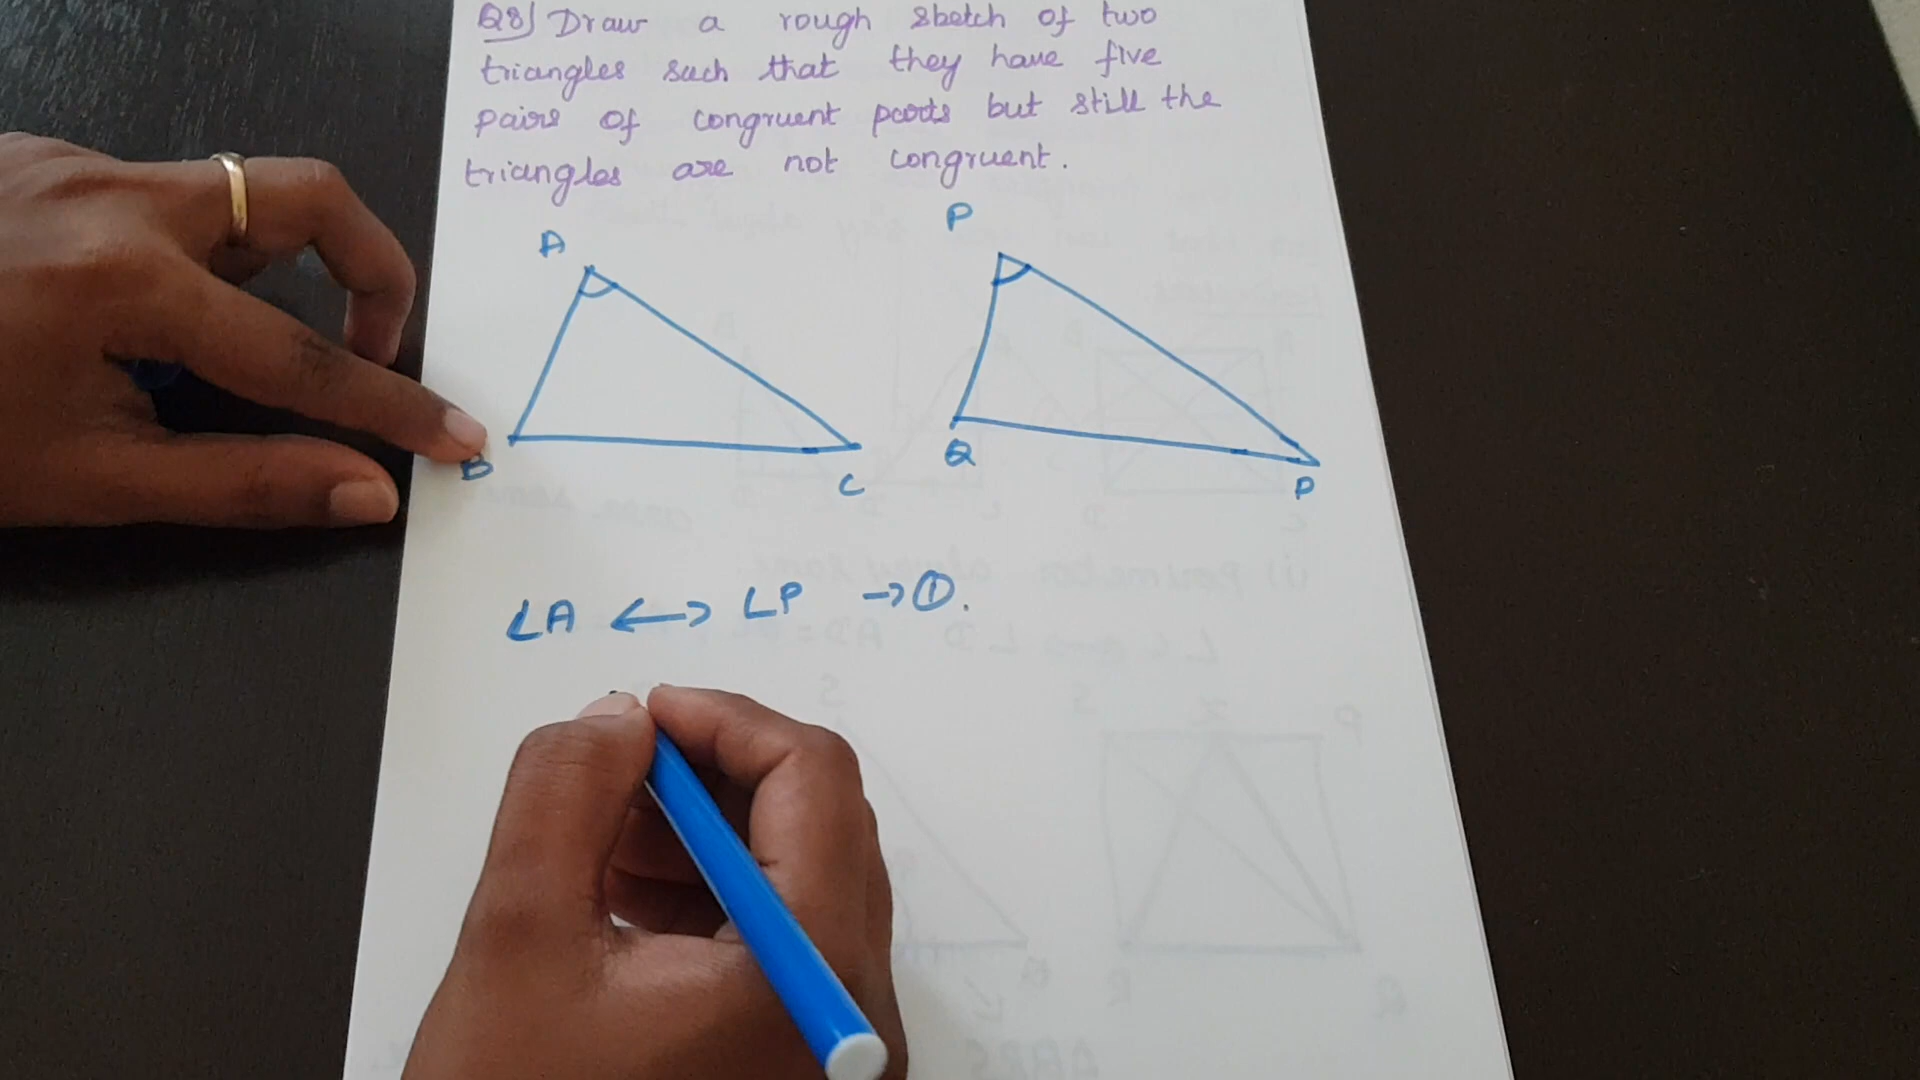 Q8) Draw a rough sketch of two
triangles such that they have five
pairs of congruent parts but still the
triangles are not congruent.
A P
B C Q P
∠A ⟷ ∠P → ①.